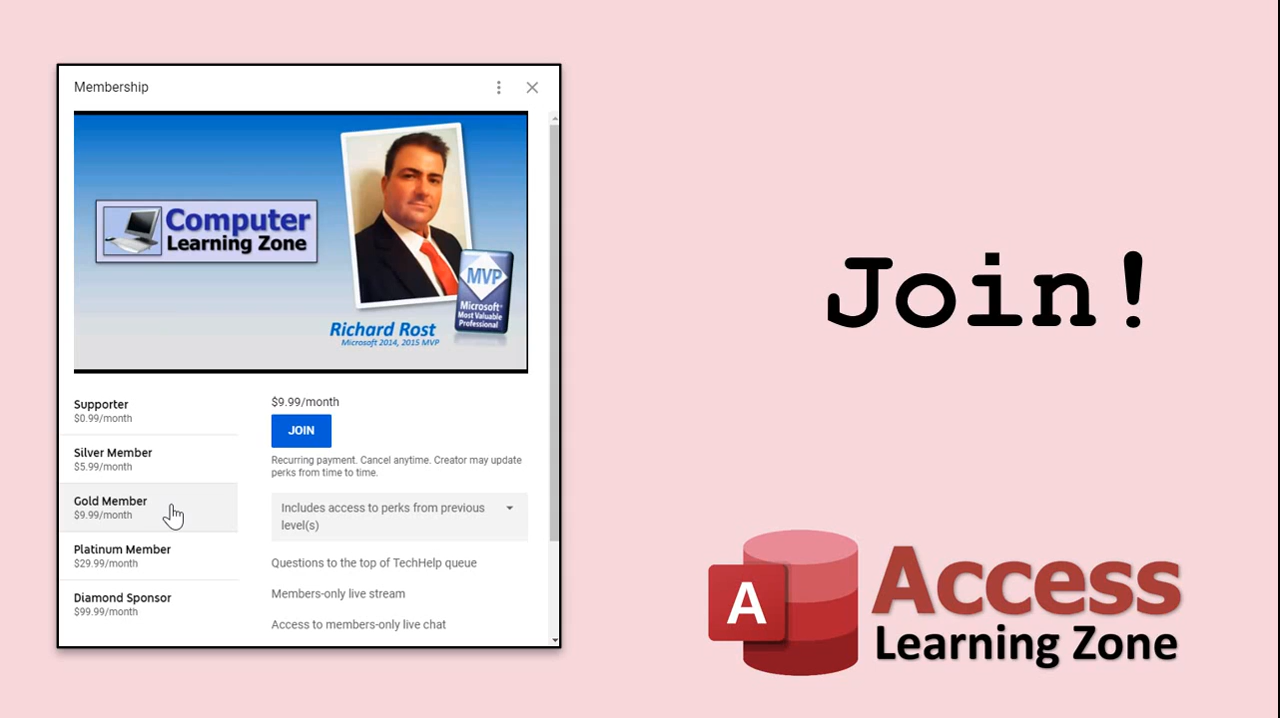 Membership
Computer
Learning Zone
MVP
Microsoft®
Most Valuable
Professional
Richard Rost
Microsoft 2014, 2015 MVP
Supporter
$0.99/month
Silver Member
$5.99/month
Gold Member
$9.99/month
Platinum Member
$29.99/month
Diamond Sponsor
$99.99/month
$9.99/month
JOIN
Recurring payment. Cancel anytime. Creator may update
perks from time to time.
Includes access to perks from previous
level(s)
Questions to the top of TechHelp queue
Members-only live stream
Access to members-only live chat
Join!
A
Access
Learning Zone